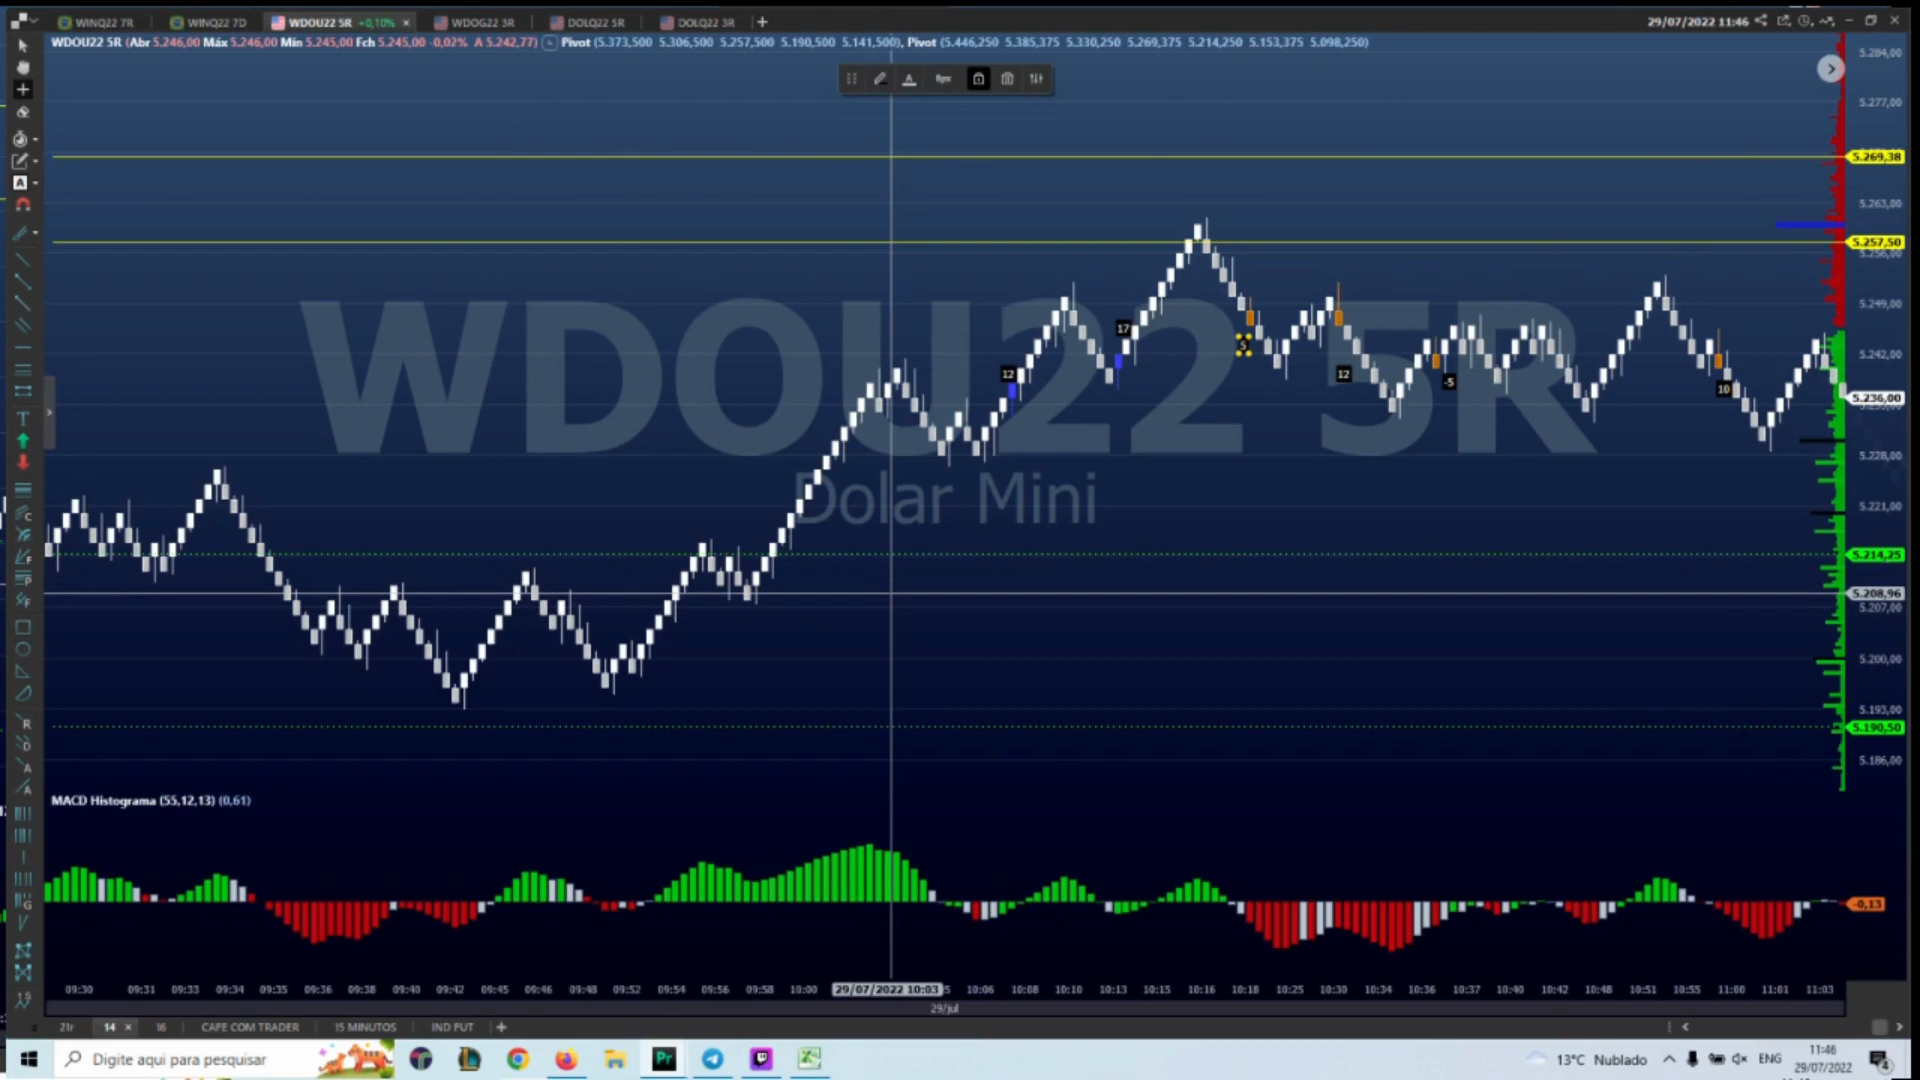 WINQ22 7R
WINQ22 7D
WDOU22 5R +0,10% ×
WDOG22 3R
DOLQ22 5R
DOLQ22 3R
29/07/2022 11:46
WDOU22 5R (Abr 5.246,00 Máx 5.246,00 Mín 5.245,00 Fch 5.245,00 -0,02% A 5.242,77)
Pivot (5.373,500 5.306,500 5.257,500 5.190,500 5.141,500), Pivot (5.446,250 5.385,375 5.330,250 5.269,375 5.214,250 5.153,375 5.098,250)
5.284,00
5.277,00
5.269,38
5.263,00
5.257,50
5.256,00
5.249,00
5.242,00
5.236,00
5.228,00
5.221,00
5.214,25
5.208,96
5.207,00
5.200,00
5.193,00
5.190,50
5.186,00
WDOU22 5R
Dolar Mini
12
17
5
12
-5
10
MACD Histograma (55,12,13) (0,61)
-0,13
09:30 09:31 09:33 09:34 09:35 09:36 09:38 09:40 09:42 09:45 09:46 09:48 09:52 09:54 09:56 09:58 10:00 29/07/2022 10:03 10:06 10:08 10:10 10:13 10:15 10:16 10:18 10:25 10:30 10:34 10:36 10:37 10:40 10:42 10:48 10:55 11:00 11:01 11:03
29/jul
21r
14 ×
16
CAFE COM TRADER
15 MINUTOS
IND FUT
Digite aqui para pesquisar
Pr
13°C Nublado
ENG
11:46
29/07/2022
4